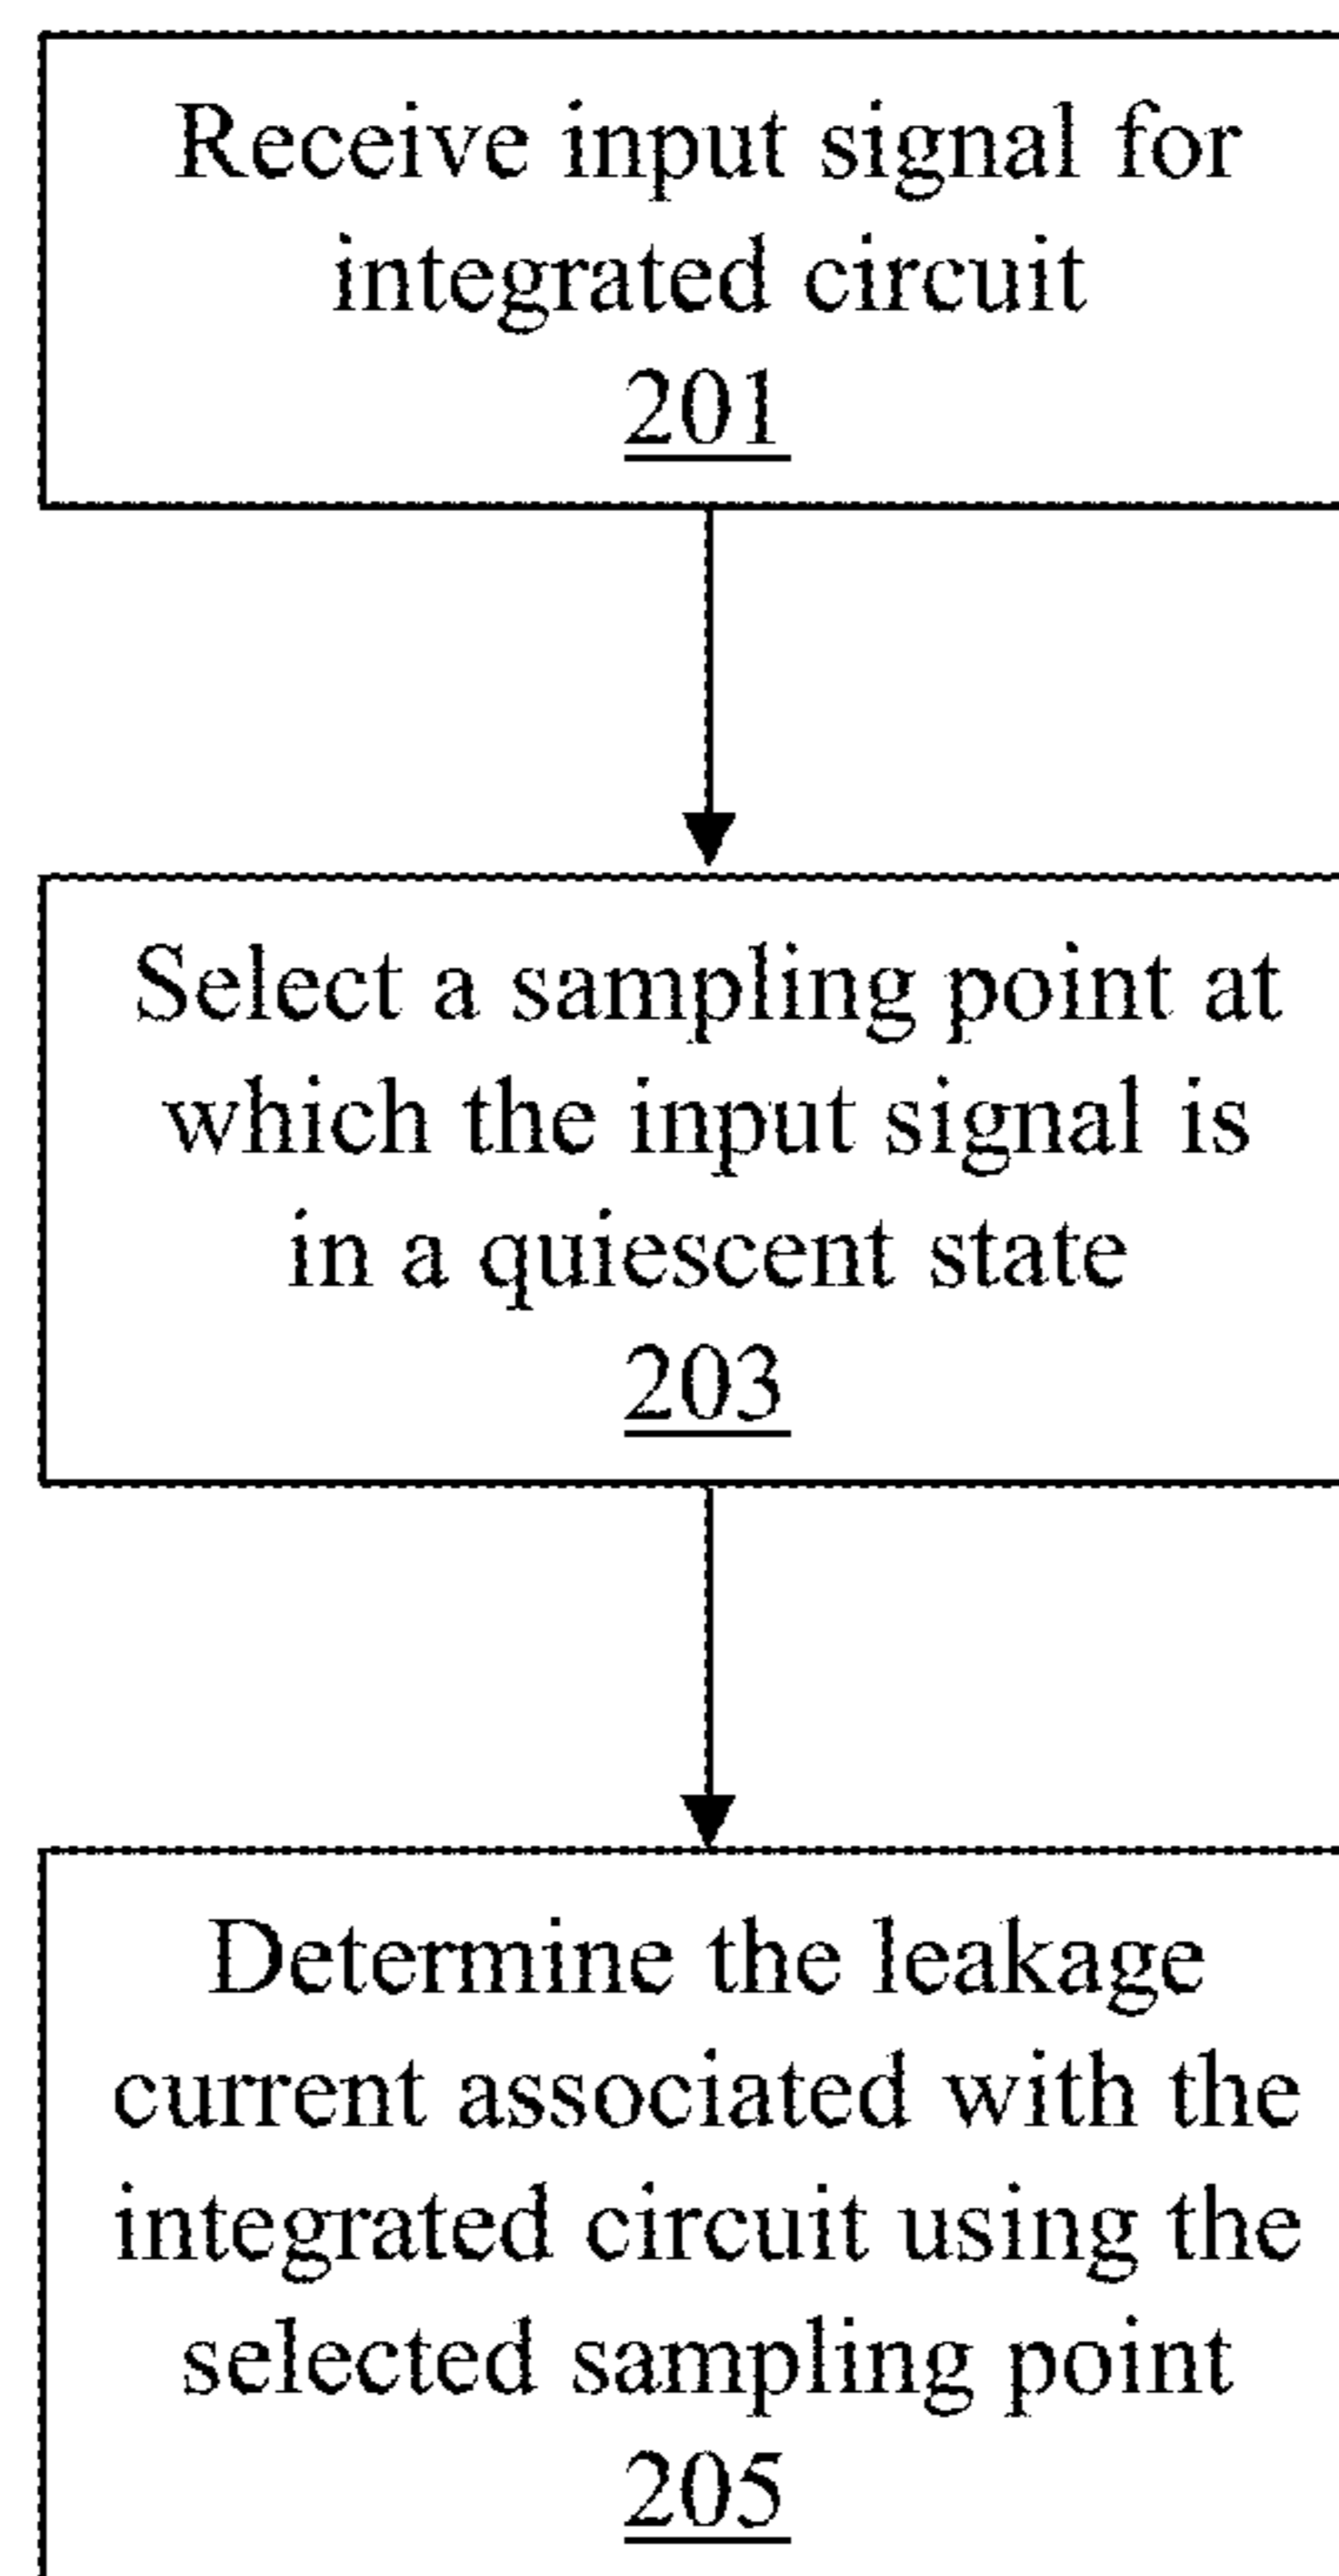 Receive input signal for
integrated circuit
201
Select a sampling point at
which the input signal is
in a quiescent state
203
Determine the leakage
current associated with the
integrated circuit using the
selected sampling point
205